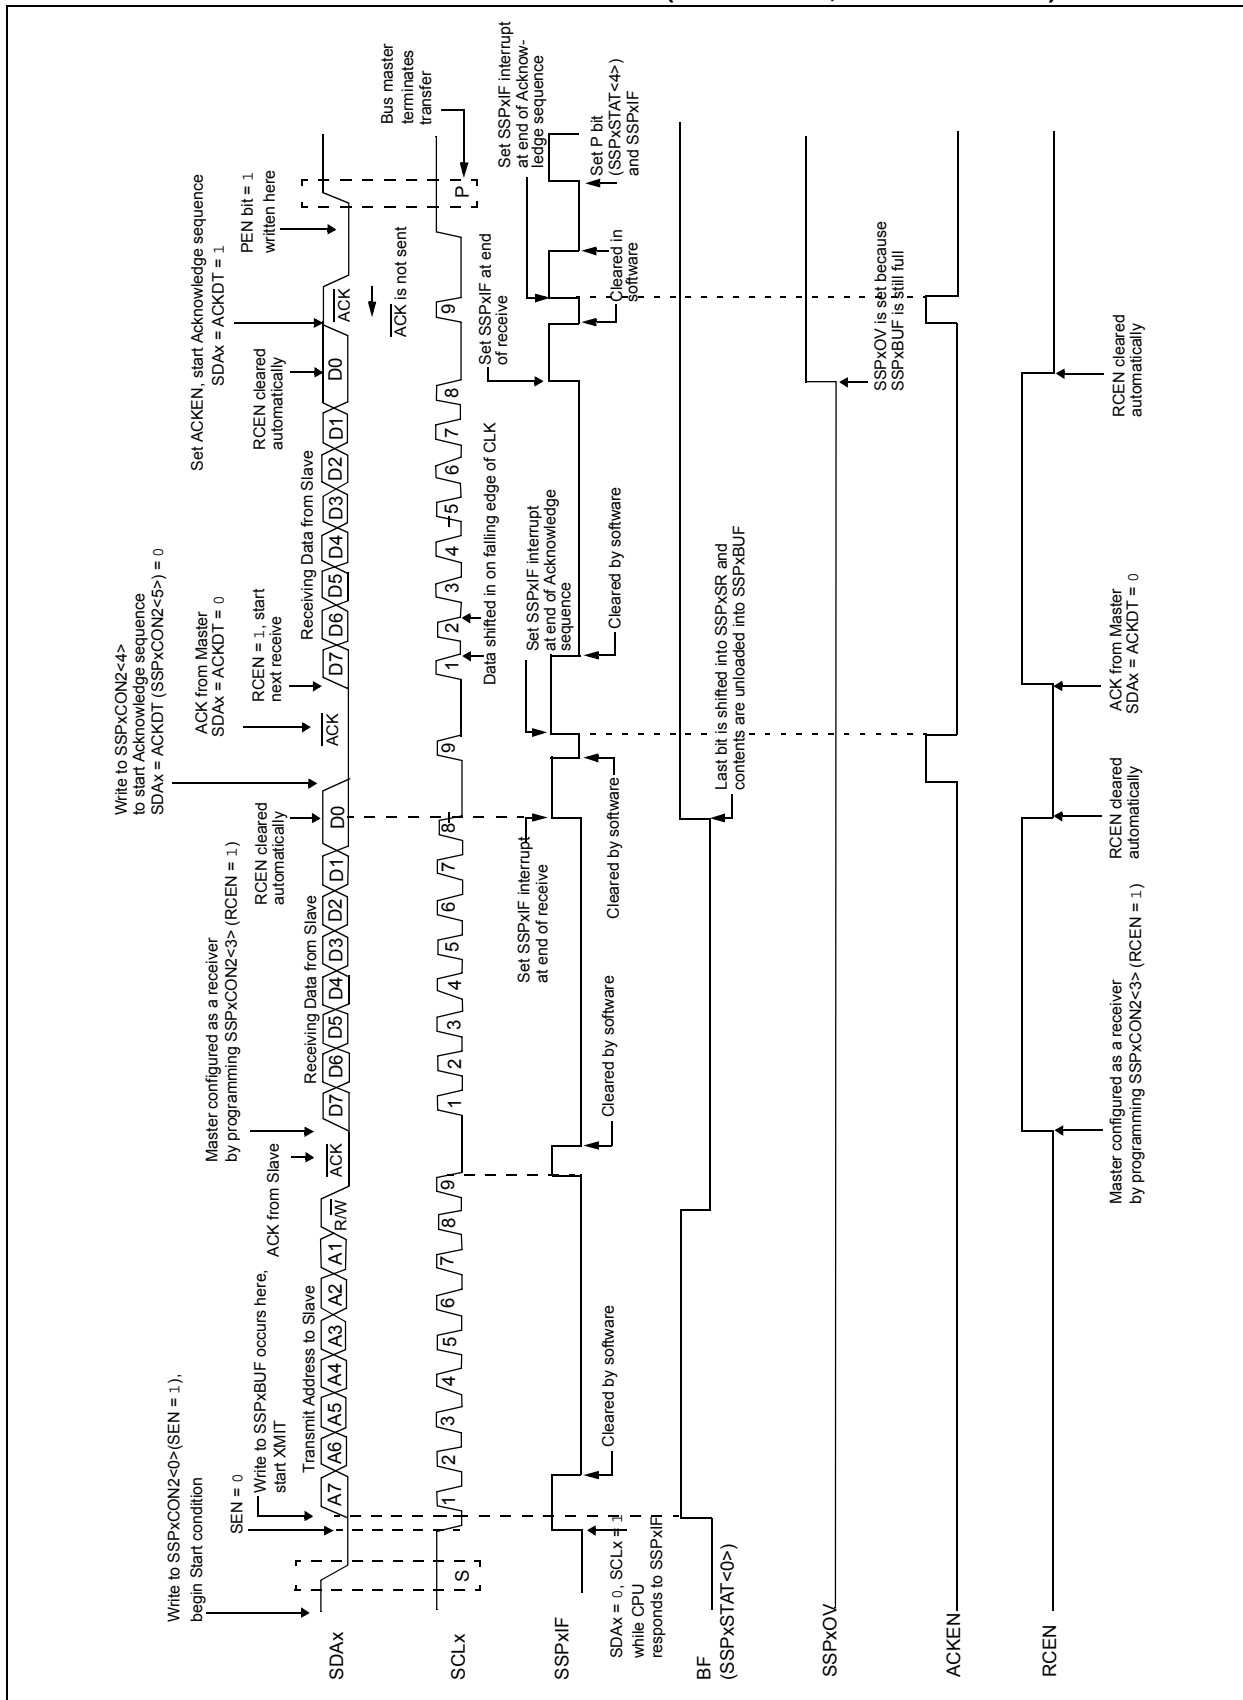 Write to SSPxCON2<0>(SEN = 1),
begin Start condition
SEN = 0
Write to SSPxBUF occurs here,
start XMIT
ACK from Slave
Master configured as a receiver
by programming SSPxCON2<3> (RCEN = 1)
RCEN cleared
automatically
Write to SSPxCON2<4>
to start Acknowledge sequence
SDAx = ACKDT (SSPxCON2<5>) = 0
ACK from Master
SDAx = ACKDT = 0
RCEN = 1, start
next receive
RCEN cleared
automatically
Set ACKEN, start Acknowledge sequence
SDAx = ACKDT = 1
PEN bit = 1
written here
Transmit Address to Slave
Receiving Data from Slave
Receiving Data from Slave
SDAx
A7 A6 A5 A4 A3 A2 A1 R/W ACK D7 D6 D5 D4 D3 D2 D1 D0 ACK D7 D6 D5 D4 D3 D2 D1 D0 ACK
ACK is not sent
Bus master
terminates
transfer
SCLx
S 1 2 3 4 5 6 7 8 9 1 2 3 4 5 6 7 8 9 1 2 3 4 5 6 7 8 9 P
Data shifted in on falling edge of CLK
Set SSPxIF at end
of receive
Set SSPxIF interrupt
at end of receive
Set SSPxIF interrupt
at end of Acknowledge
sequence
Set SSPxIF interrupt
at end of Acknow-
ledge sequence
SSPxIF
SDAx = 0, SCLx = 1
while CPU
responds to SSPxIF
Cleared by software
Cleared by software
Cleared by software
Cleared by software
Cleared in
software
Set P bit
(SSPxSTAT<4>)
and SSPxIF
BF
(SSPxSTAT<0>)
Last bit is shifted into SSPxSR and
contents are unloaded into SSPxBUF
SSPxOV
SSPxOV is set because
SSPxBUF is still full
ACKEN
RCEN
Master configured as a receiver
by programming SSPxCON2<3> (RCEN = 1)
RCEN cleared
automatically
ACK from Master
SDAx = ACKDT = 0
RCEN cleared
automatically